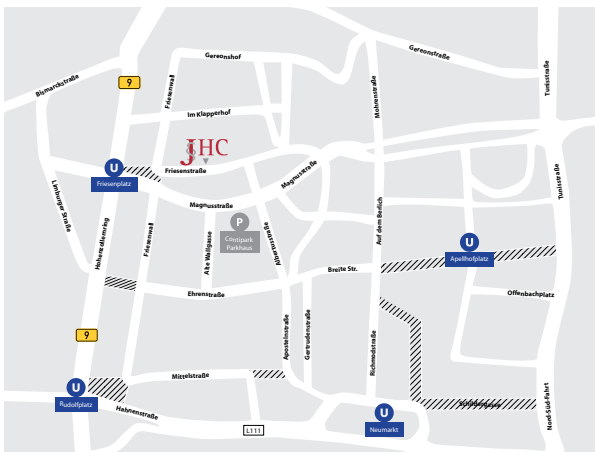 Gereonshof
Gereonstraße
Bismarckstraße
9
Friesenwall
Mohrenstraße
Tunisstraße
Im Klapperhof
JHC
U
Friesenplatz
Friesenstraße
Magnusstraße
Limburger Straße
Tunisstraße
Magnusstraße
P
Contipark
Parkhaus
Hohenzollernring
Friesenwall
Alte Wallgasse
Albertusstraße
Auf dem Berlich
U
Apellhofplatz
Breite Str.
Ehrenstraße
Offenbachplatz
9
Apostelnstraße
Gertrudenstraße
Richmodstraße
Mittelstraße
U
Rudolfplatz
Hahnenstraße
L111
U
Neumarkt
Schildergasse
Nord-Süd-Fahrt